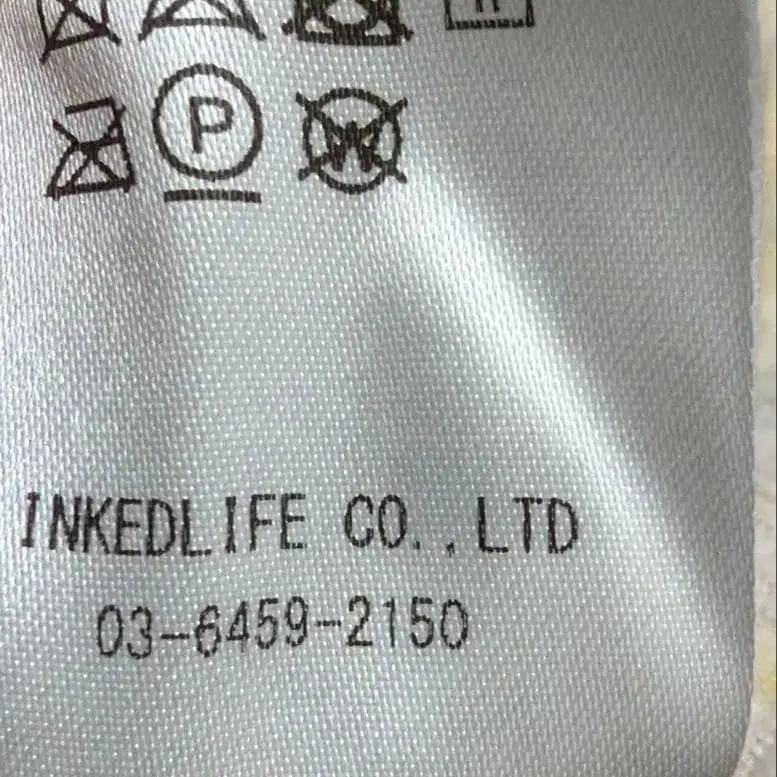 P
W
INKEDLIFE CO.,LTD
03-6459-2150